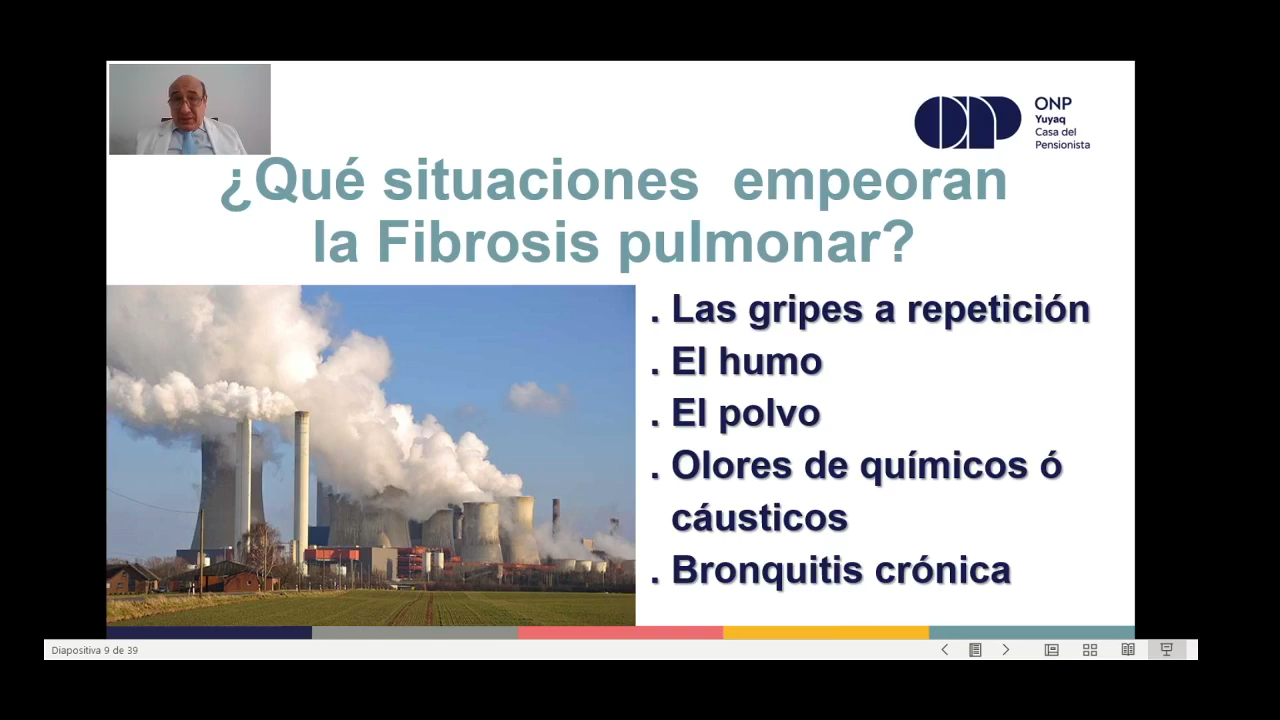 ONP
Yuyaq
Casa del
Pensionista
¿Qué situaciones empeoran
la Fibrosis pulmonar?
. Las gripes a repetición
. El humo
. El polvo
. Olores de químicos ó
cáusticos
. Bronquitis crónica
Diapositiva 9 de 39